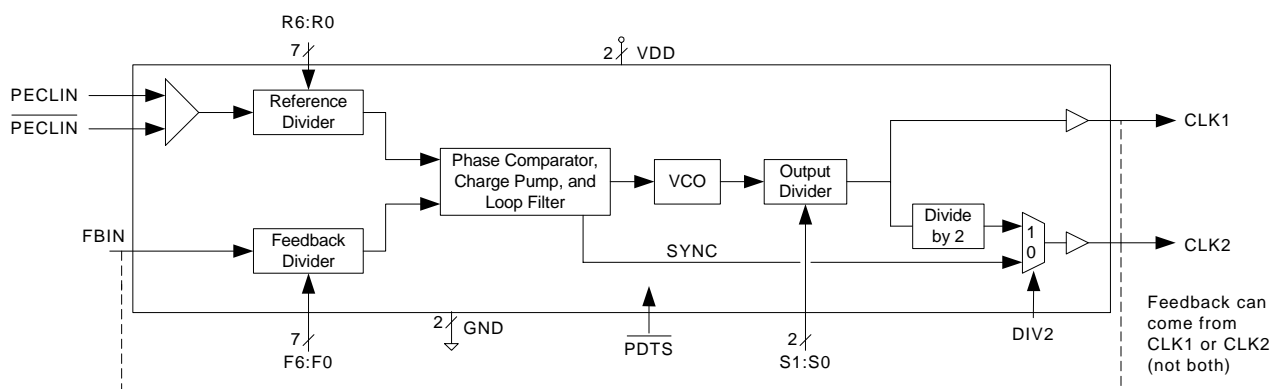 R6:R0
7
2 VDD
PECLIN
PECLIN
Reference
Divider
CLK1
Phase Comparator,
Charge Pump, and
Loop Filter
VCO
Output
Divider
Divide
by 2
1
0
FBIN
Feedback
Divider
SYNC
CLK2
7
F6:F0
2 GND
PDTS
2
S1:S0
DIV2
Feedback can
come from
CLK1 or CLK2
(not both)